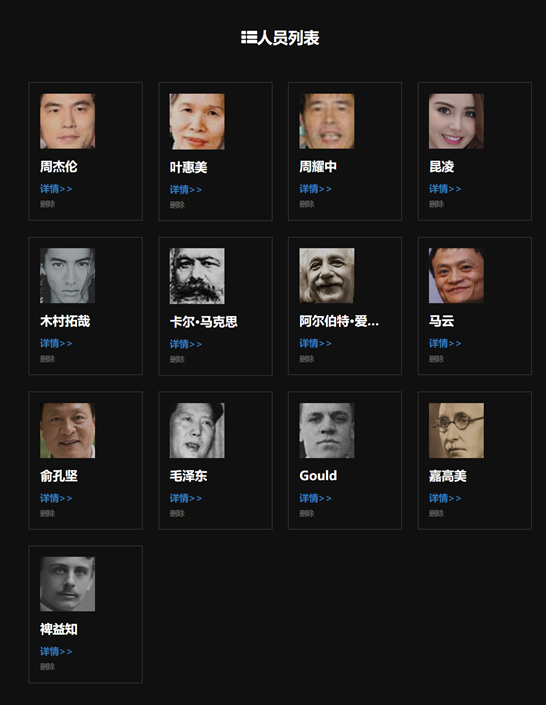 人员列表
周杰伦
详情>>
删除
叶惠美
详情>>
删除
周耀中
详情>>
删除
昆凌
详情>>
删除
木村拓哉
详情>>
删除
卡尔·马克思
详情>>
删除
阿尔伯特·爱...
详情>>
删除
马云
详情>>
删除
俞孔坚
详情>>
删除
毛泽东
详情>>
删除
Gould
详情>>
删除
嘉高美
详情>>
删除
裨益知
详情>>
删除